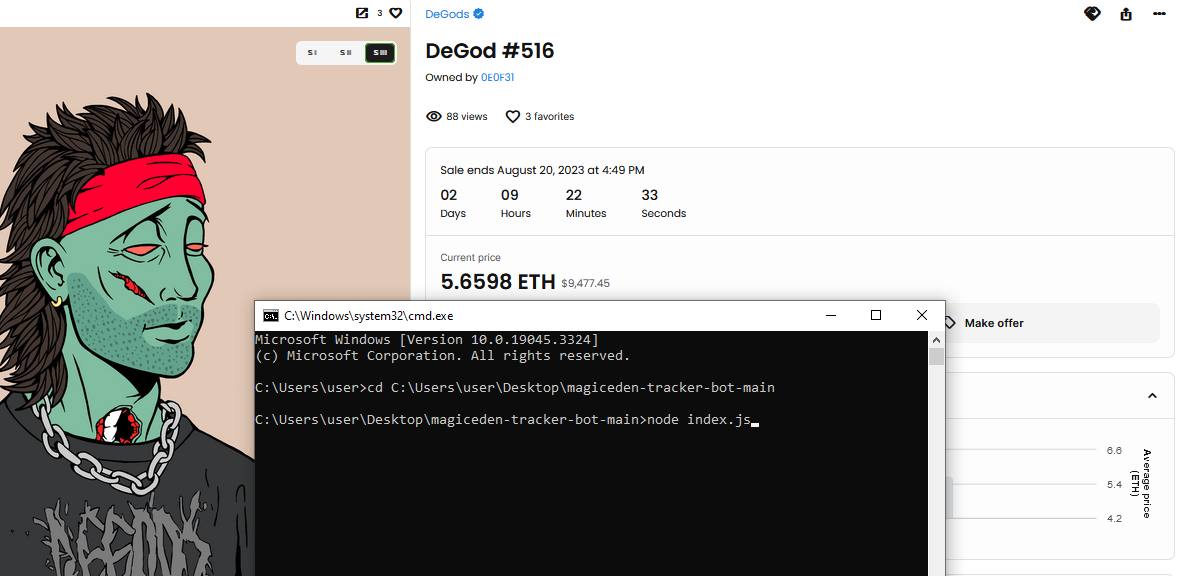 3
S I S II S III
DeGods
DeGod #516
Owned by 0E0F31
88 views 3 favorites
Sale ends August 20, 2023 at 4:49 PM
02 09 22 33
Days Hours Minutes Seconds
Current price
5.6598 ETH $9,477.45
Make offer
C:\Windows\system32\cmd.exe
Microsoft Windows [Version 10.0.19045.3324]
(c) Microsoft Corporation. All rights reserved.
C:\Users\user>cd C:\Users\user\Desktop\magiceden-tracker-bot-main
C:\Users\user\Desktop\magiceden-tracker-bot-main>node index.js
6.6
5.4
4.2
Average price
(ETH)
DEGODS